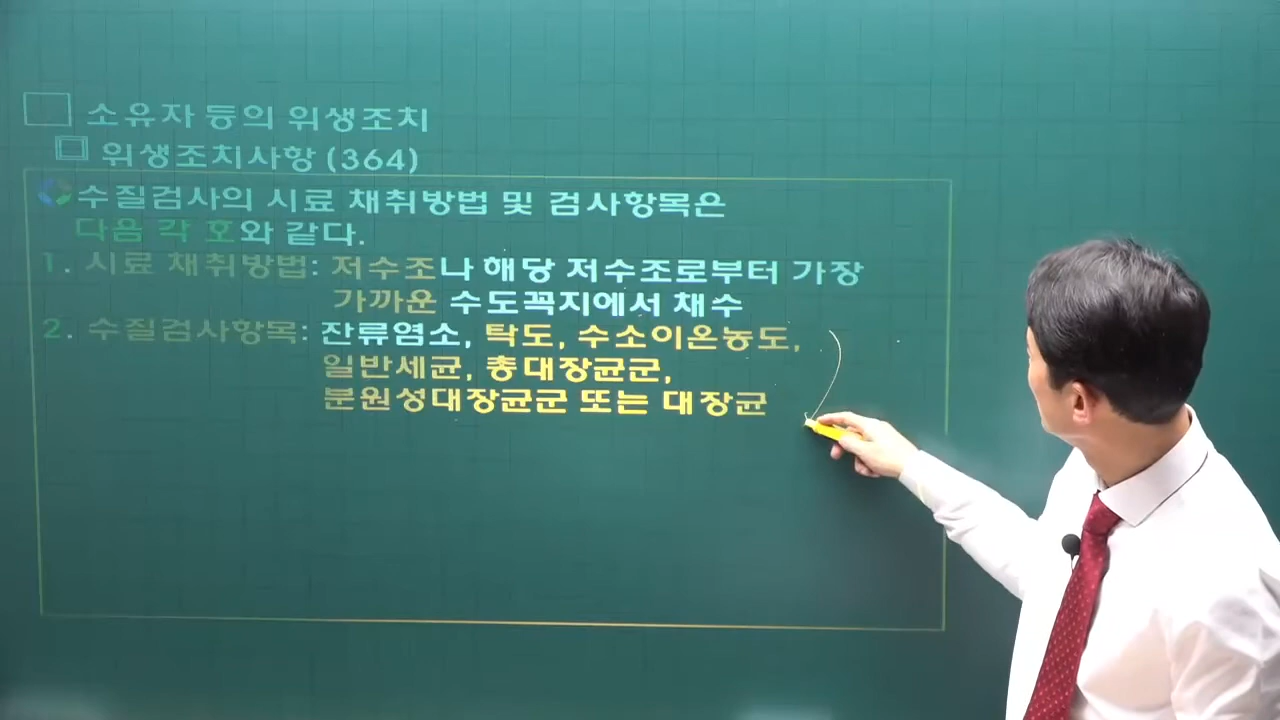 소유자 등의 위생조치
위생조치사항 (364)
수질검사의 시료 채취방법 및 검사항목은
다음 각 호와 같다.
1. 시료 채취방법: 저수조나 해당 저수조로부터 가장
가까운 수도꼭지에서 채수
2. 수질검사항목: 잔류염소, 탁도, 수소이온농도,
일반세균, 총대장균군,
분원성대장균군 또는 대장균